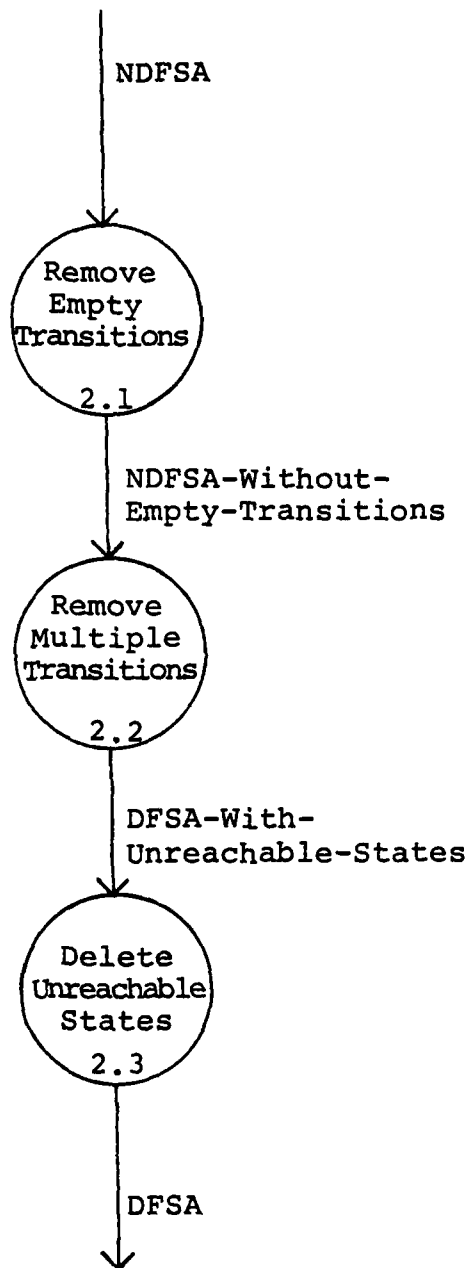 NDFSA
Remove
Empty
Transitions
2.1
NDFSA-Without-
Empty-Transitions
Remove
Multiple
Transitions
2.2
DFSA-With-
Unreachable-States
Delete
Unreachable
States
2.3
DFSA